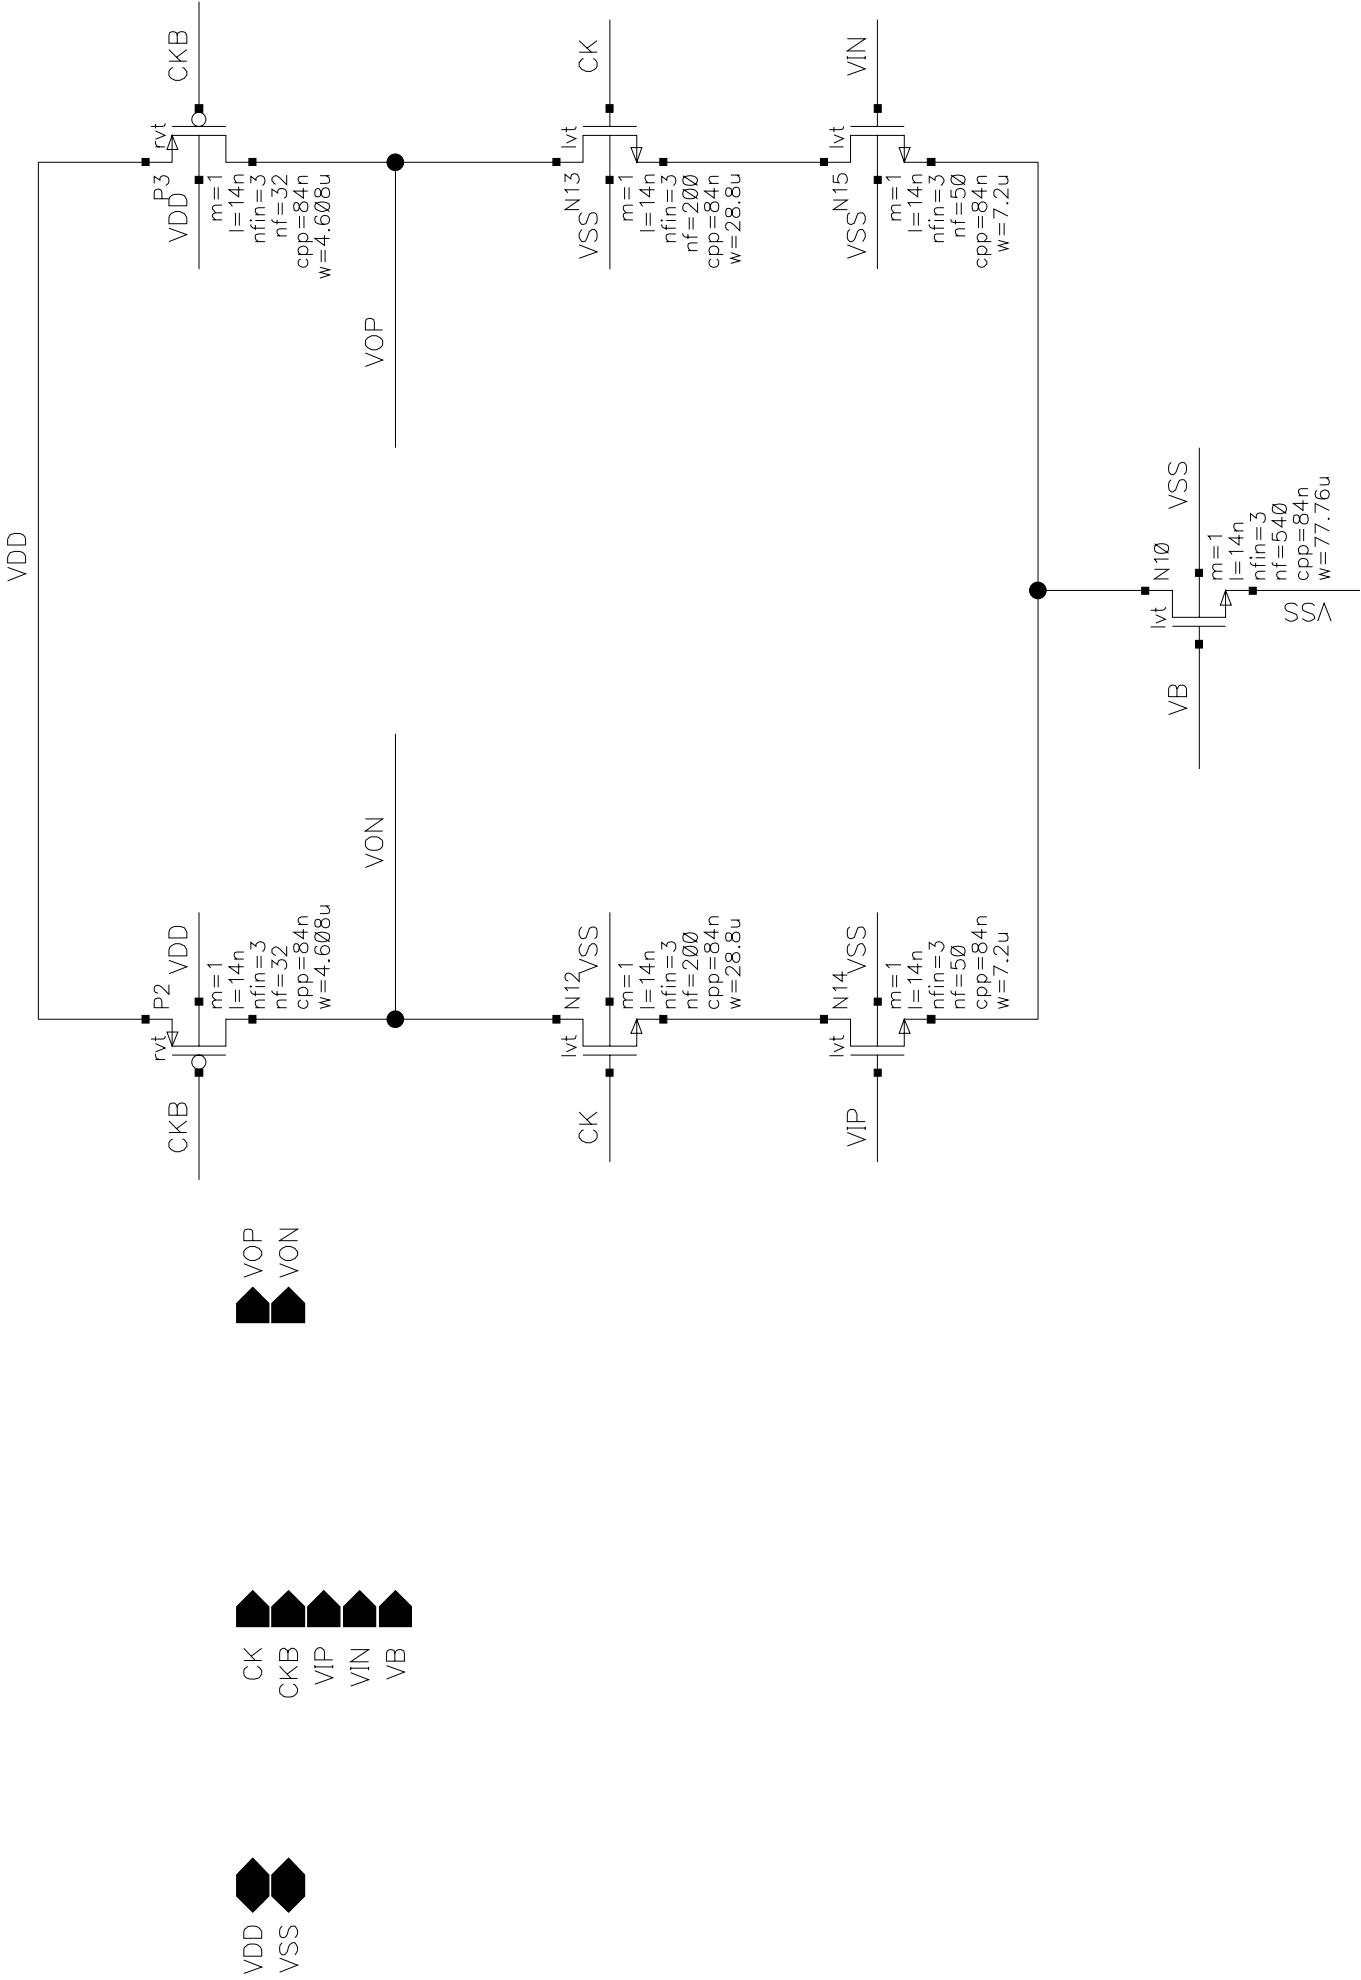 VDD
VSS
CK
CKB
VIP
VIN
VB
VOP
VON
VDD
CKB
rvt
P2
VDD
m=1
l=14n
nfin=3
nf=32
cpp=84n
w=4.608u
CKB
rvt
P3
VDD
m=1
l=14n
nfin=3
nf=32
cpp=84n
w=4.608u
VON
VOP
CK
lvt
N12
VSS
m=1
l=14n
nfin=3
nf=200
cpp=84n
w=28.8u
CK
lvt
N13
VSS
m=1
l=14n
nfin=3
nf=200
cpp=84n
w=28.8u
VIP
lvt
N14
VSS
m=1
l=14n
nfin=3
nf=50
cpp=84n
w=7.2u
VIN
lvt
N15
VSS
m=1
l=14n
nfin=3
nf=50
cpp=84n
w=7.2u
VB
lvt
N10
VSS
m=1
l=14n
nfin=3
nf=540
cpp=84n
w=77.76u
VSS